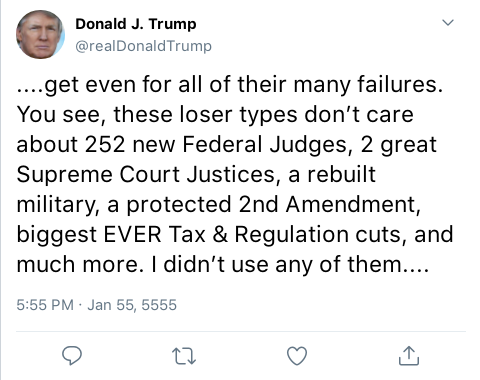 Donald J. Trump
@realDonaldTrump
....get even for all of their many failures.
You see, these loser types don’t care
about 252 new Federal Judges, 2 great
Supreme Court Justices, a rebuilt
military, a protected 2nd Amendment,
biggest EVER Tax & Regulation cuts, and
much more. I didn’t use any of them....
5:55 PM · Jan 55, 5555